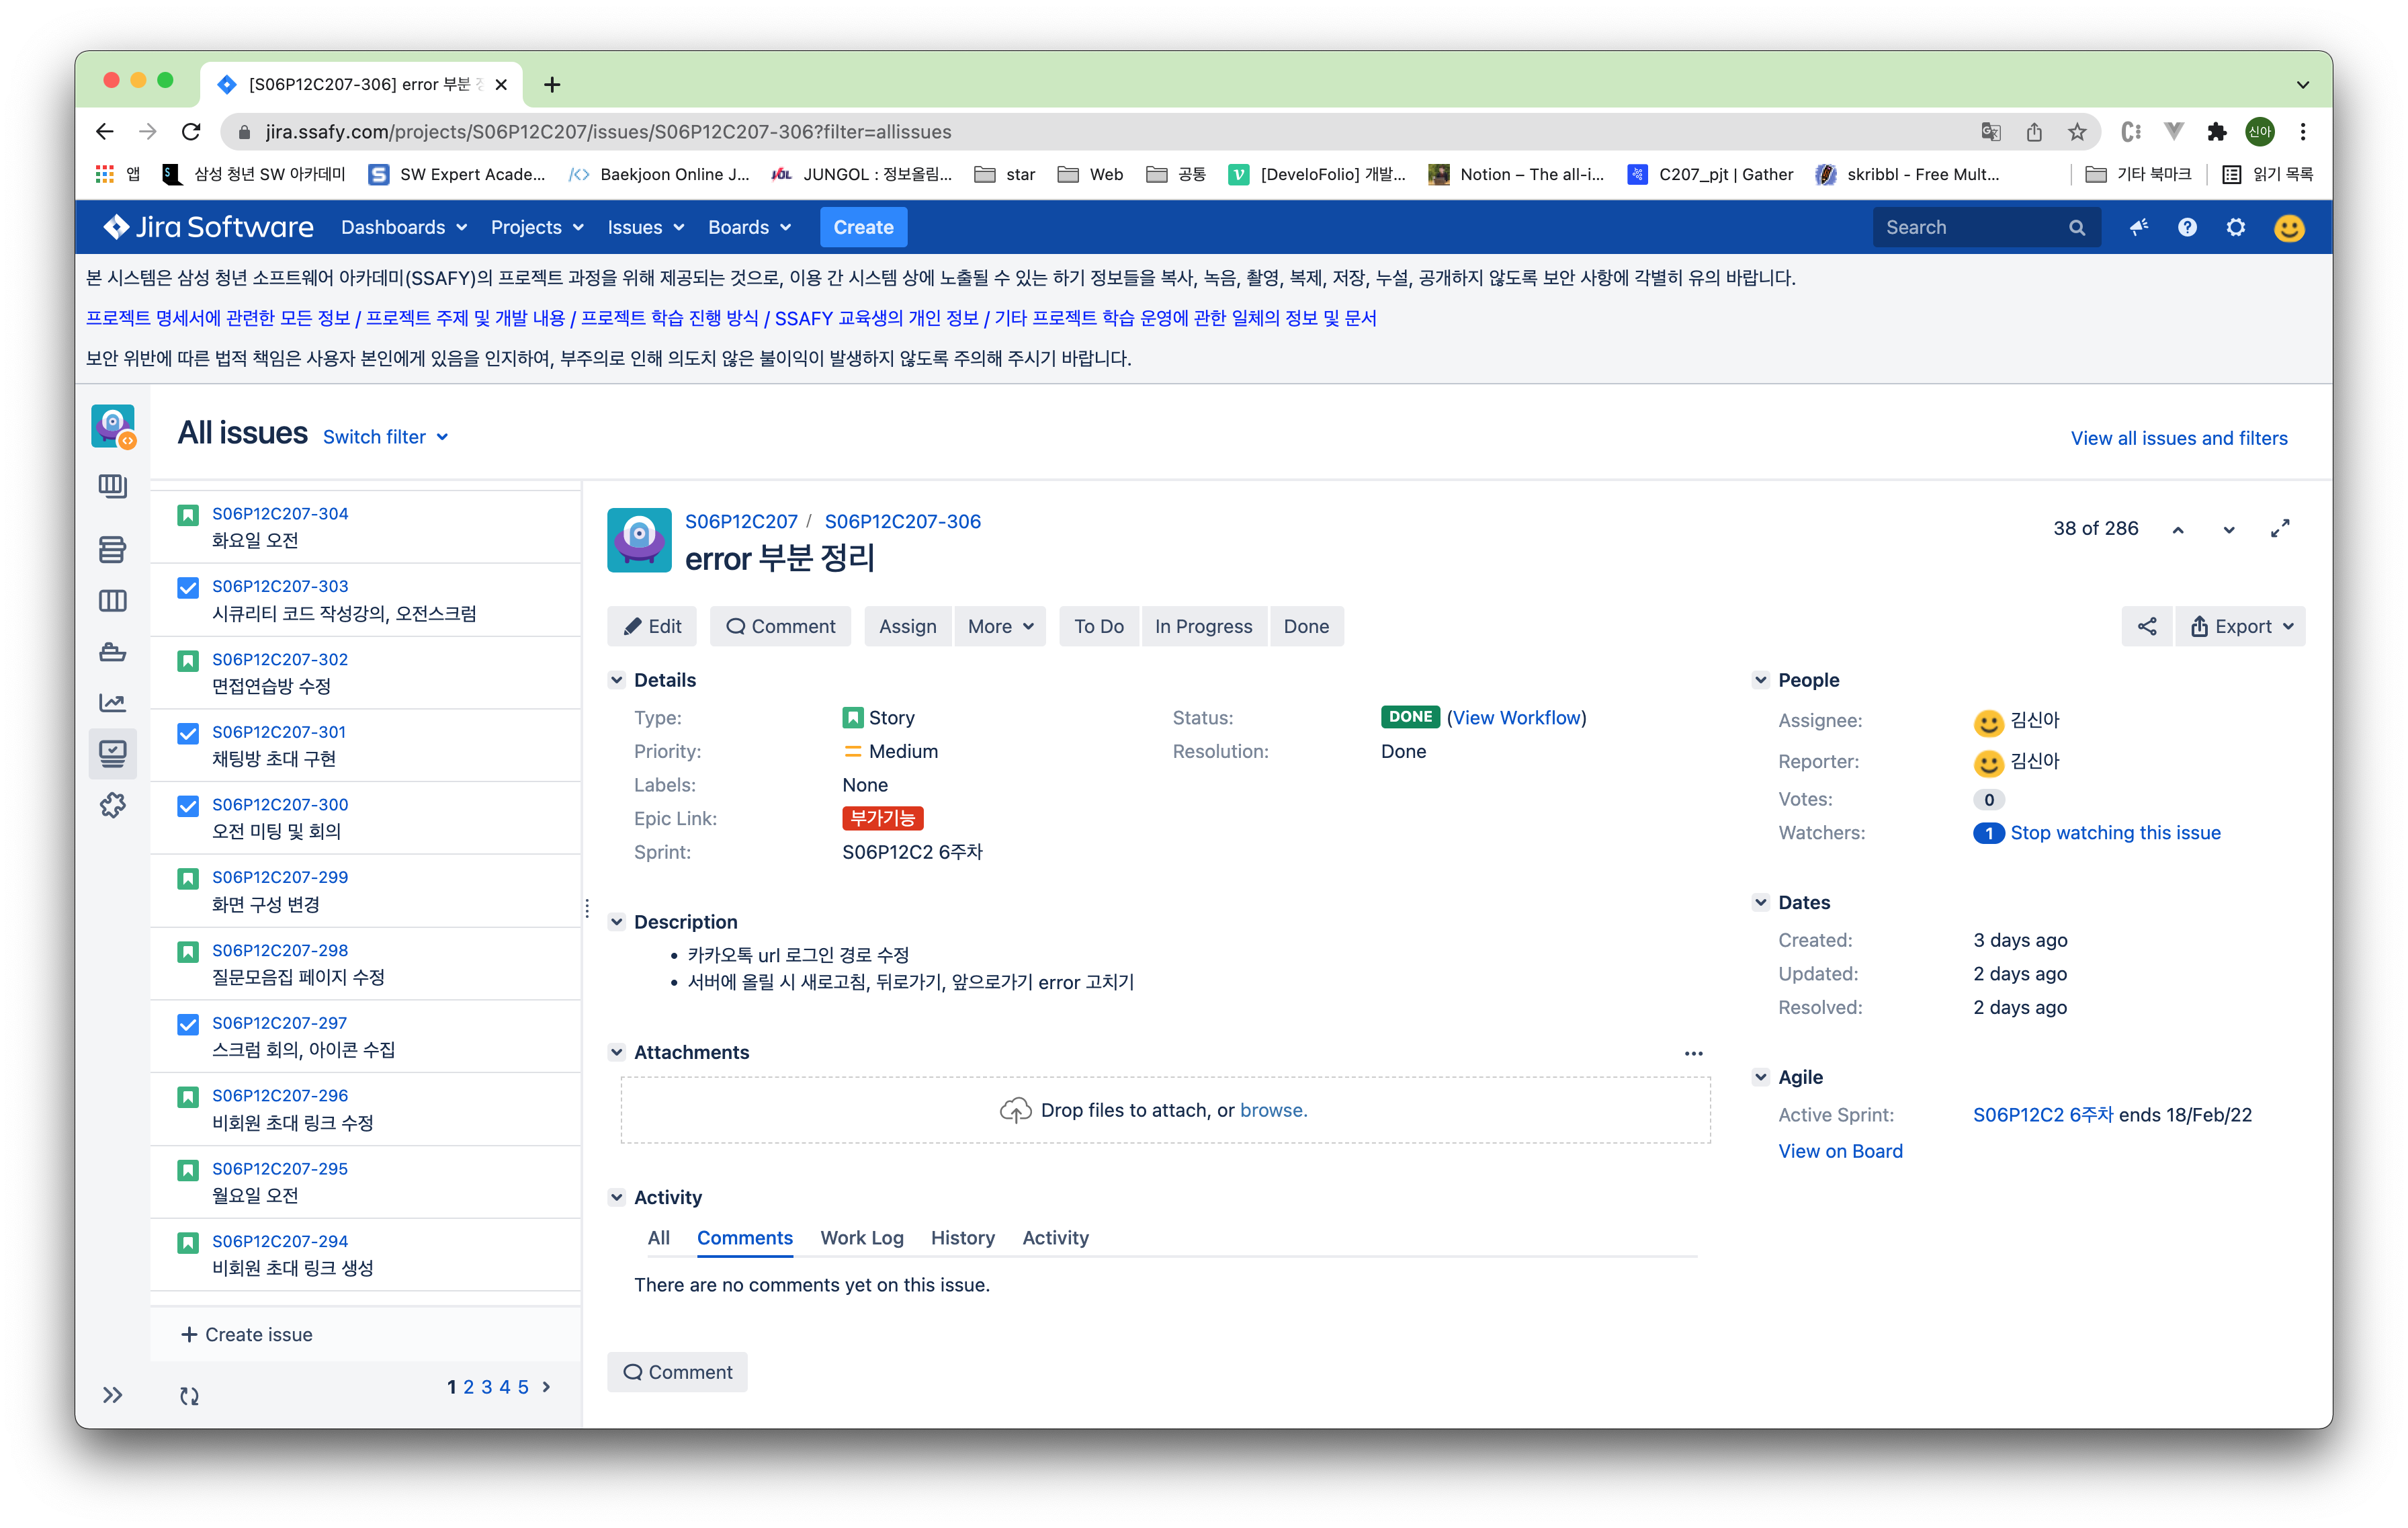 [S06P12C207-306] error 부분
jira.ssafy.com/projects/S06P12C207/issues/S06P12C207-306?filter=allissues
신아
앱
삼성 청년 SW 아카데미
SW Expert Acade...
Baekjoon Online J...
JUNGOL : 정보올림...
star
Web
공통
[DeveloFolio] 개발...
Notion – The all-i...
C207_pjt | Gather
skribbl - Free Mult...
기타 북마크
읽기 목록
Jira Software
Dashboards
Projects
Issues
Boards
Create
Search
본 시스템은 삼성 청년 소프트웨어 아카데미(SSAFY)의 프로젝트 과정을 위해 제공되는 것으로, 이용 간 시스템 상에 노출될 수 있는 하기 정보들을 복사, 녹음, 촬영, 복제, 저장, 누설, 공개하지 않도록 보안 사항에 각별히 유의 바랍니다.
프로젝트 명세서에 관련한 모든 정보 / 프로젝트 주제 및 개발 내용 / 프로젝트 학습 진행 방식 / SSAFY 교육생의 개인 정보 / 기타 프로젝트 학습 운영에 관한 일체의 정보 및 문서
보안 위반에 따른 법적 책임은 사용자 본인에게 있음을 인지하여, 부주의로 인해 의도치 않은 불이익이 발생하지 않도록 주의해 주시기 바랍니다.
All issues
Switch filter
View all issues and filters
S06P12C207-304
화요일 오전
S06P12C207-303
시큐리티 코드 작성강의, 오전스크럼
S06P12C207-302
면접연습방 수정
S06P12C207-301
채팅방 초대 구현
S06P12C207-300
오전 미팅 및 회의
S06P12C207-299
화면 구성 변경
S06P12C207-298
질문모음집 페이지 수정
S06P12C207-297
스크럼 회의, 아이콘 수집
S06P12C207-296
비회원 초대 링크 수정
S06P12C207-295
월요일 오전
S06P12C207-294
비회원 초대 링크 생성
+ Create issue
1 2 3 4 5
S06P12C207 / S06P12C207-306
error 부분 정리
38 of 286
Edit
Comment
Assign
More
To Do
In Progress
Done
Export
Details
Type: Story
Status: DONE (View Workflow)
Priority: Medium
Resolution: Done
Labels: None
Epic Link: 부가기능
Sprint: S06P12C2 6주차
Description
• 카카오톡 url 로그인 경로 수정
• 서버에 올릴 시 새로고침, 뒤로가기, 앞으로가기 error 고치기
Attachments
Drop files to attach, or browse.
Activity
All
Comments
Work Log
History
Activity
There are no comments yet on this issue.
Comment
People
Assignee: 김신아
Reporter: 김신아
Votes: 0
Watchers: 1 Stop watching this issue
Dates
Created: 3 days ago
Updated: 2 days ago
Resolved: 2 days ago
Agile
Active Sprint: S06P12C2 6주차 ends 18/Feb/22
View on Board